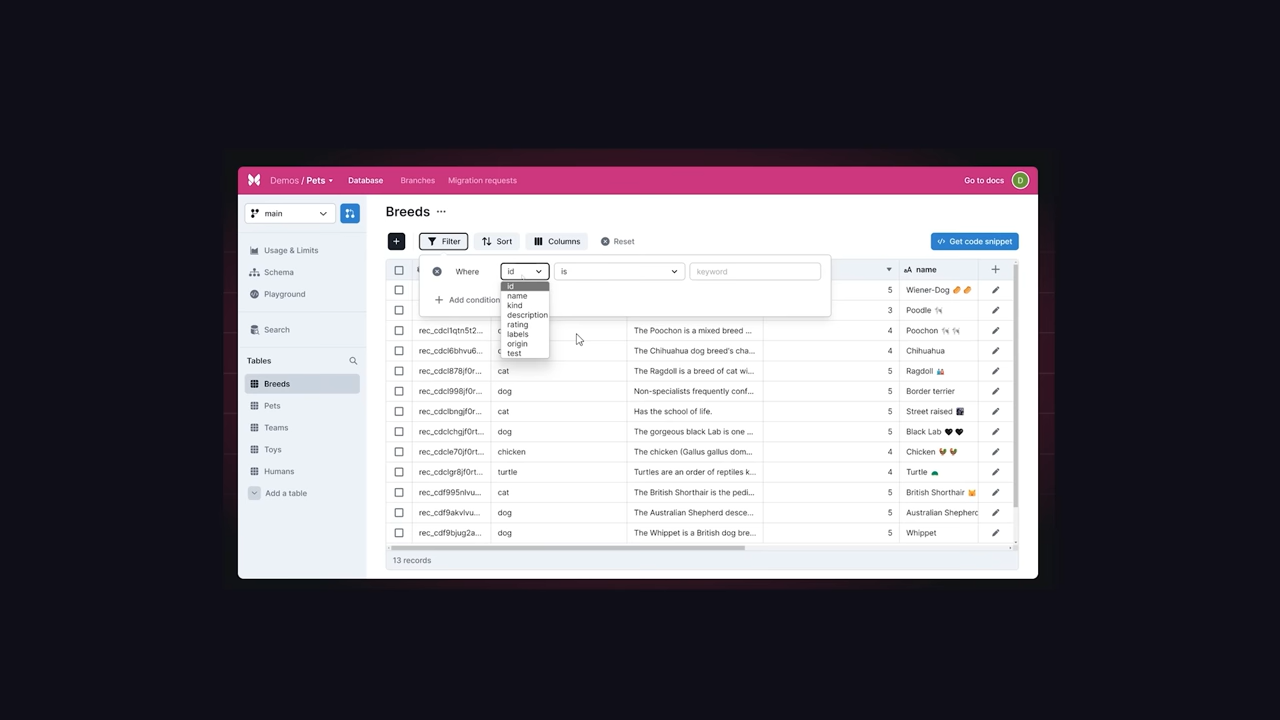 Demos / Pets Database Branches Migration requests Go to docs D
main
Usage & Limits
Schema
Playground
Search
Tables
Breeds
Pets
Teams
Toys
Humans
Add a table
Breeds ...
+ Filter Sort Columns Reset Get code snippet
Where id is keyword
Add condition
id
name
kind
description
rating
labels
origin
test
name
5 Wiener-Dog
3 Poodle
rec_cdcl1qtn5t2... The Poochon is a mixed breed ... 4 Poochon
rec_cdcl6bhvu6... The Chihuahua dog breed's cha... 4 Chihuahua
rec_cdcl878jf0r... cat The Ragdoll is a breed of cat wi... 5 Ragdoll
rec_cdcl998jf0r... dog Non-specialists frequently conf... 5 Border terrier
rec_cdclbngjf0r... cat Has the school of life. 5 Street raised
rec_cdclchgjf0rt... dog The gorgeous black Lab is one ... 5 Black Lab
rec_cdcle70jf0rt... chicken The chicken (Gallus gallus dom... 4 Chicken
rec_cdclgr8jf0rt... turtle Turtles are an order of reptiles k... 4 Turtle
rec_cdf995nlvu... cat The British Shorthair is the pedi... 5 British Shorthair
rec_cdf9akvlvu... dog The Australian Shepherd desce... 5 Australian Shepherd
rec_cdf9bjug2a... dog The Whippet is a British dog bre... 5 Whippet
13 records